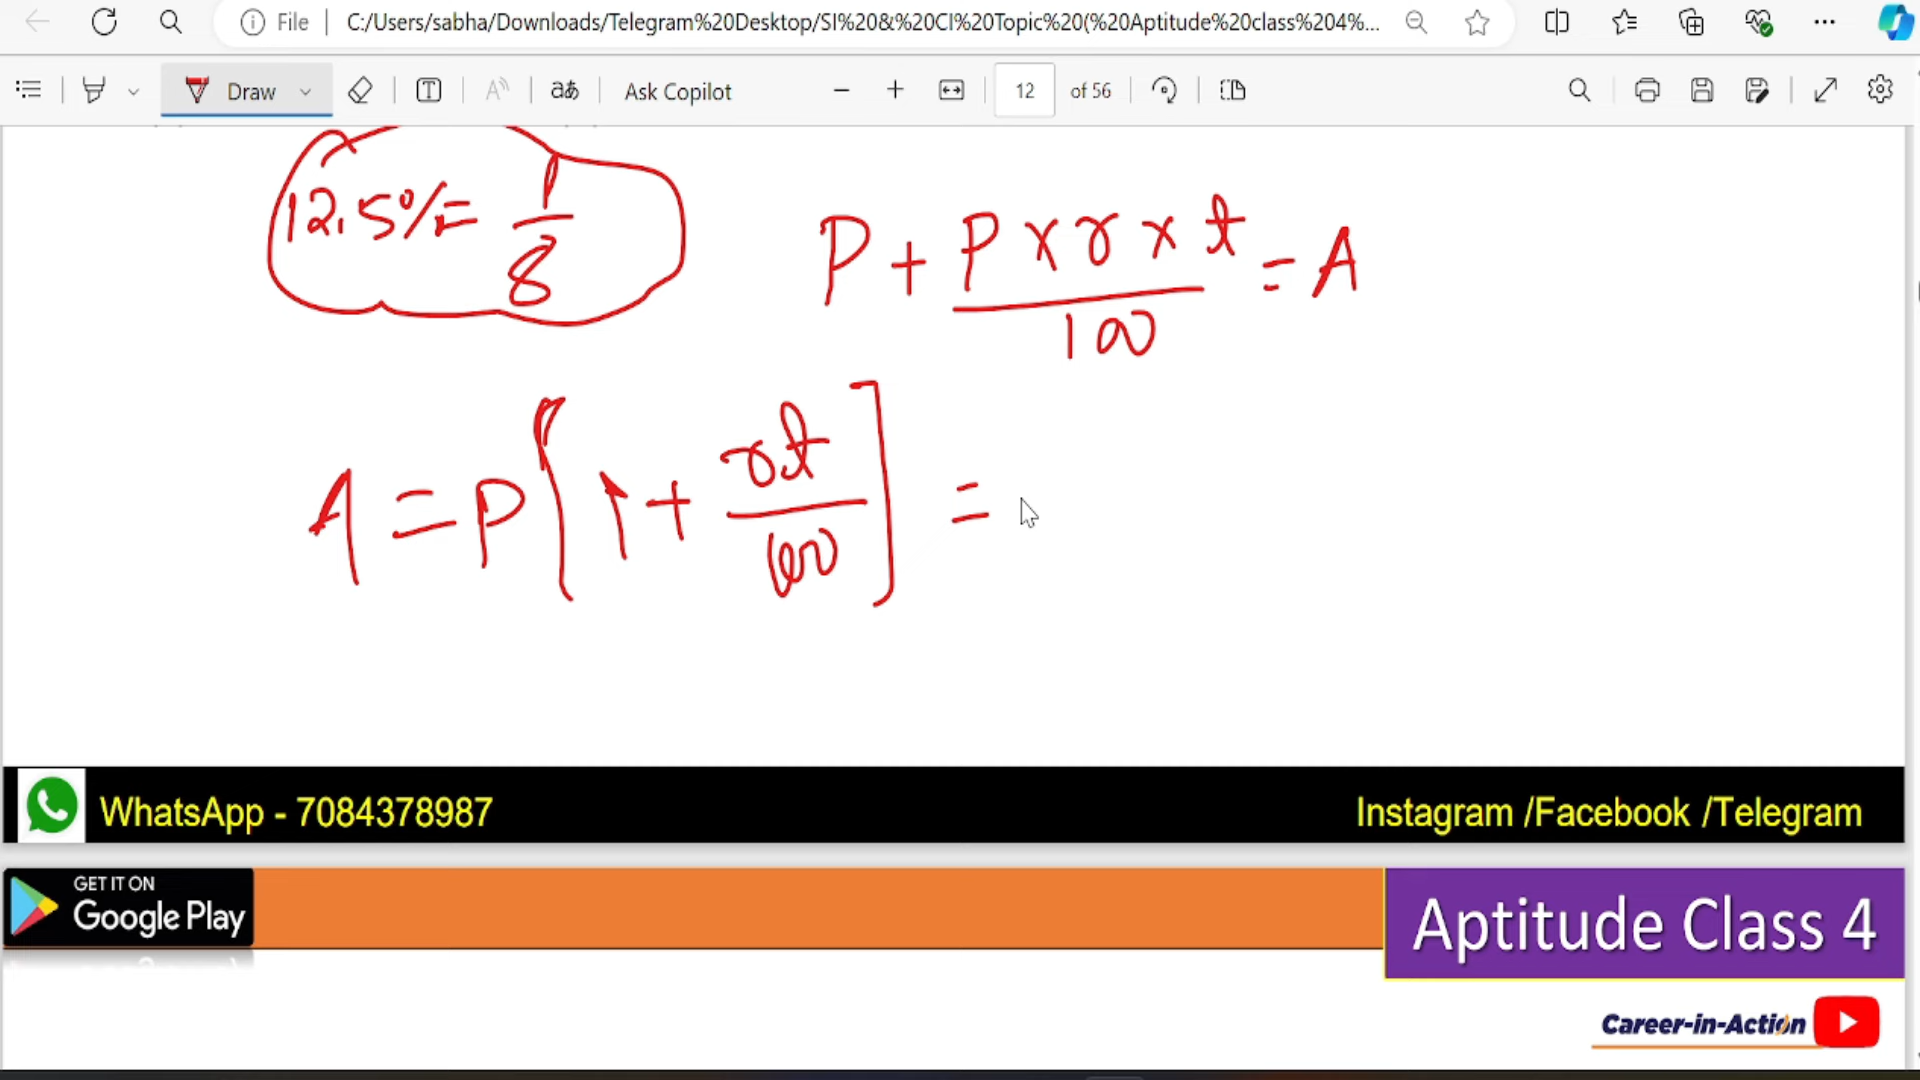 File
C:/Users/sabha/Downloads/Telegram%20Desktop/SI%20&%20CI%20Topic%20(%20Aptitude%20class%204%...
Draw
Ask Copilot
12 of 56
12.5%= 1/8
P + P x r x t / 100 = A
A = P[1 + rt/100] =
WhatsApp - 7084378987
Instagram /Facebook /Telegram
GET IT ON
Google Play
Aptitude Class 4
Career-in-Action